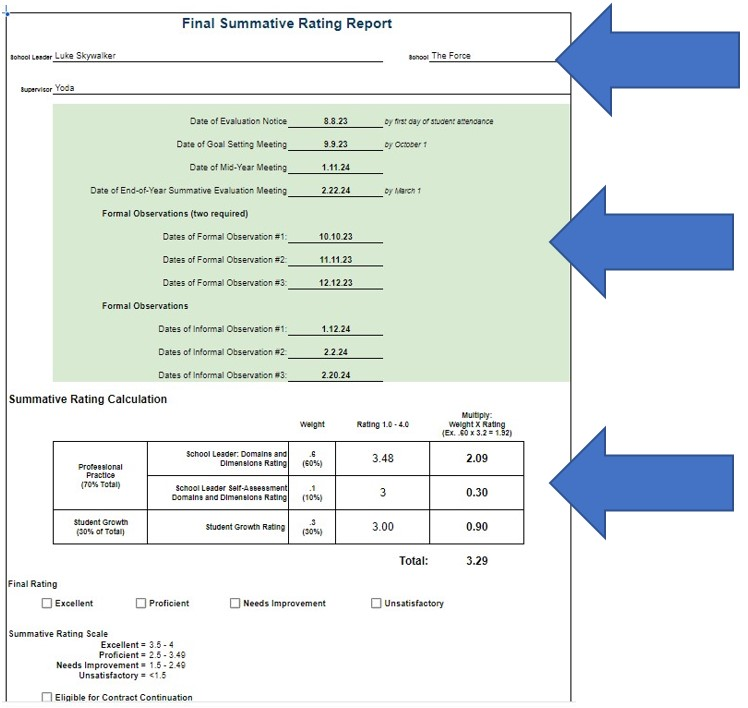 Final Summative Rating Report
School Leader Luke Skywalker School The Force
Supervisor Yoda
Date of Evaluation Notice 8.8.23 by first day of student attendance
Date of Goal Setting Meeting 9.9.23 by October 1
Date of Mid-Year Meeting 1.11.24
Date of End-of-Year Summative Evaluation Meeting 2.22.24 by March 1
Formal Observations (two required)
Dates of Formal Observation #1: 10.10.23
Dates of Formal Observation #2: 11.11.23
Dates of Formal Observation #3: 12.12.23
Formal Observations
Dates of Informal Observation #1: 1.12.24
Dates of Informal Observation #2: 2.2.24
Dates of Informal Observation #3: 2.20.24
Summative Rating Calculation
Weight Rating 1.0 - 4.0 Multiply:
Weight X Rating
(Ex. .60 x 3.2 = 1.92)
Professional
Practice
(70% Total)
School Leader: Domains and
Dimensions Rating
.6
(60%)
3.48
2.09
School Leader Self-Assessment
Domains and Dimensions Rating
.1
(10%)
3
0.30
Student Growth
(30% of Total)
Student Growth Rating
.3
(30%)
3.00
0.90
Total: 3.29
Final Rating
Excellent Proficient Needs Improvement Unsatisfactory
Summative Rating Scale
Excellent = 3.5 - 4
Proficient = 2.5 - 3.49
Needs Improvement = 1.5 - 2.49
Unsatisfactory = <1.5
Eligible for Contract Continuation